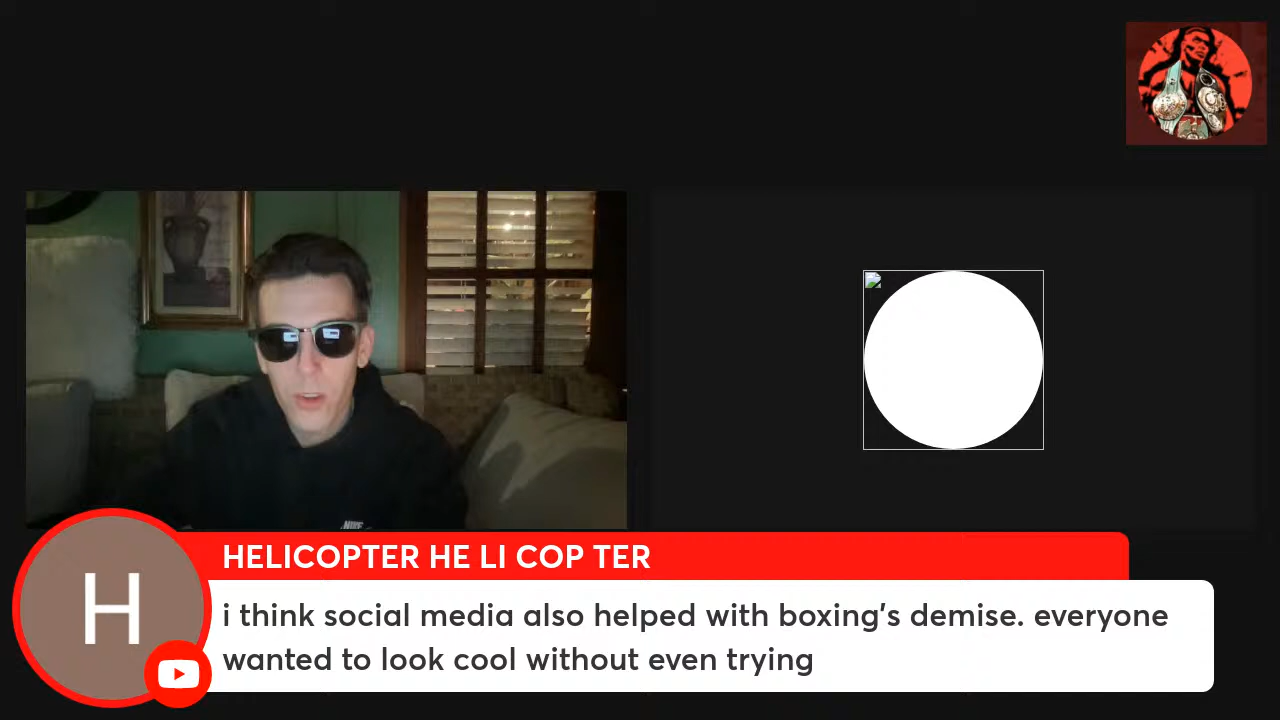 NIKE
HELICOPTER HE LI COP TER
H
i think social media also helped with boxing's demise. everyone
wanted to look cool without even trying